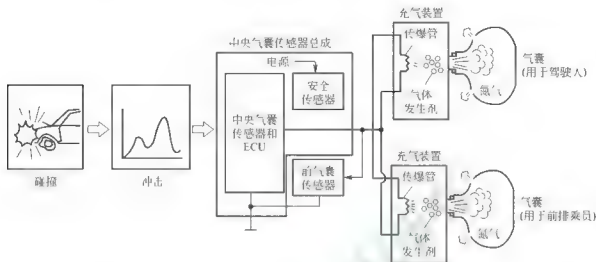 碰撞
冲击
中央气囊传感器总成
电源
安全
传感器
中央气囊
传感器和
ECU
前气囊
传感器
充气装置
传爆管
气体
发生剂
氮气
气囊
(用于驾驶人)
充气装置
传爆管
气体
发生剂
氮气
气囊
(用于前排乘员)